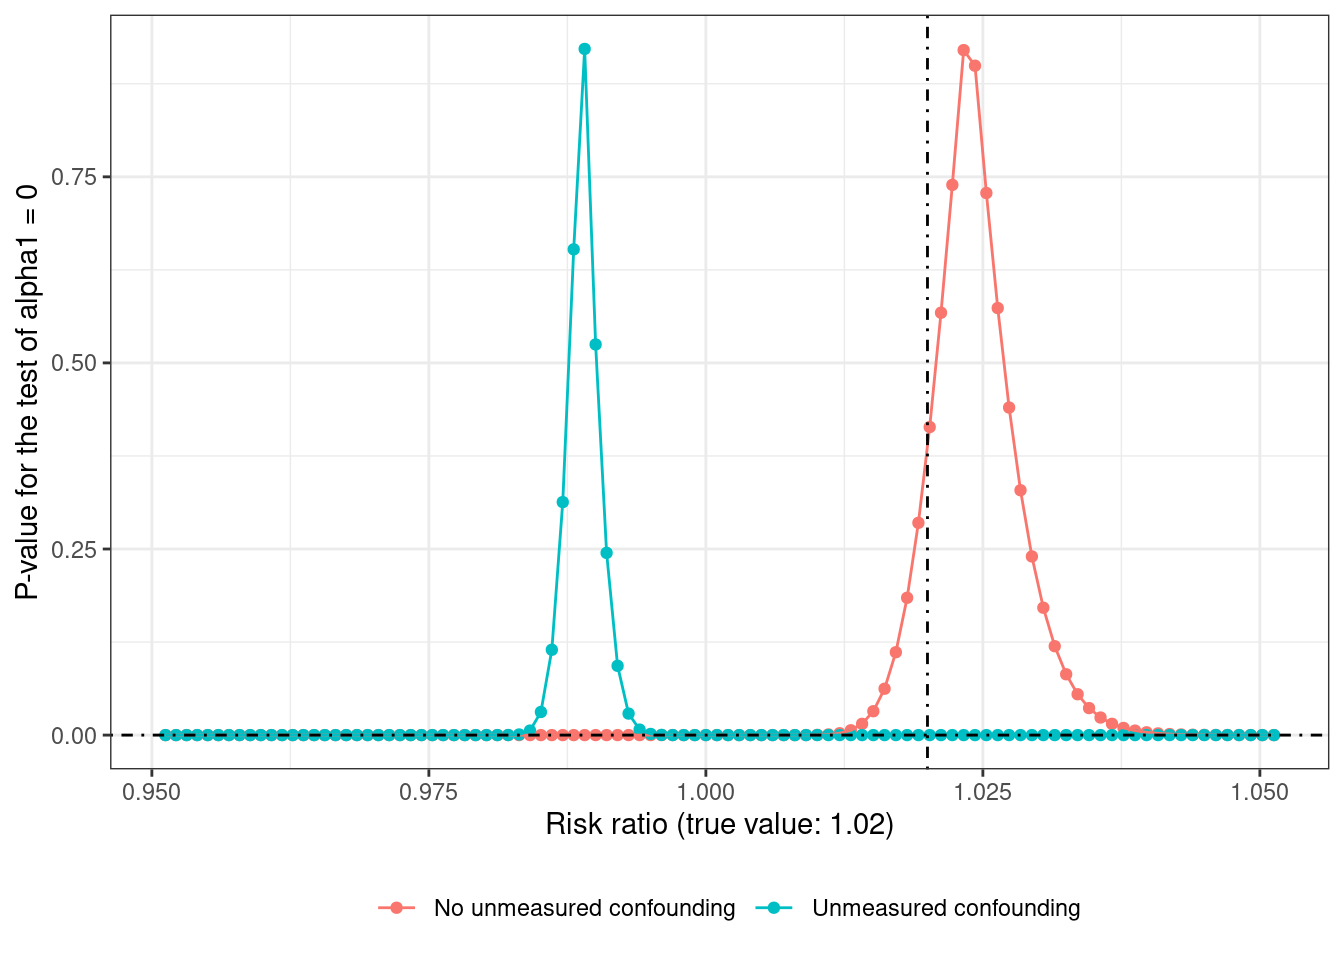 P-value for the test of alpha1 = 0
0.75
0.50
0.25
0.00
0.950 0.975 1.000 1.025 1.050
Risk ratio (true value: 1.02)
No unmeasured confounding Unmeasured confounding